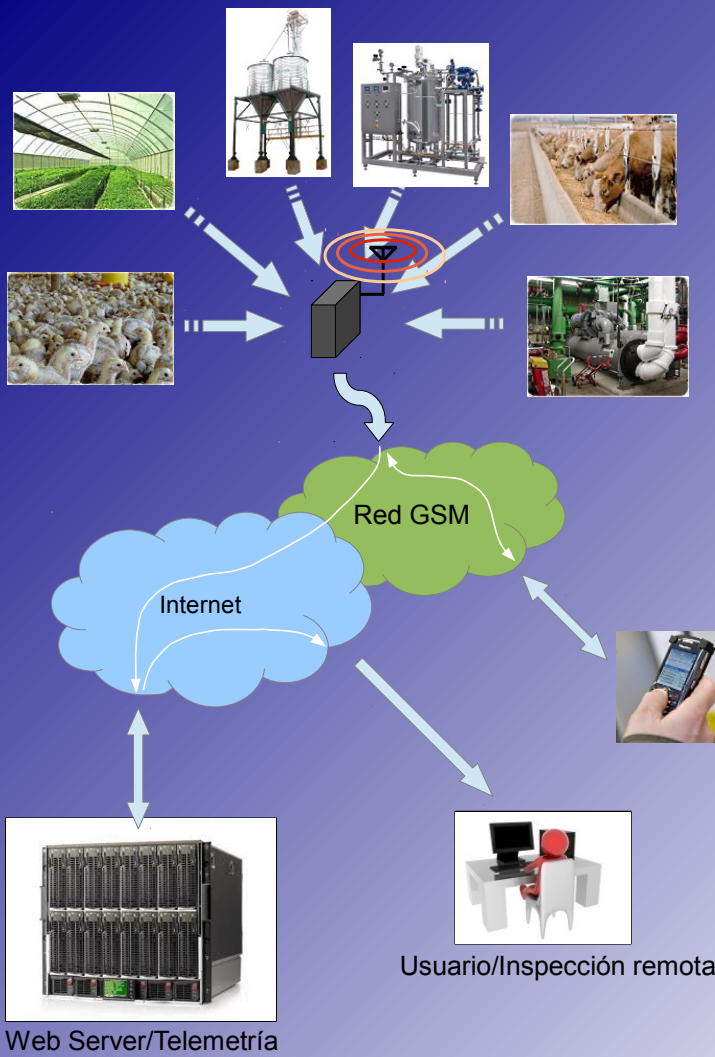 Red GSM
Internet
Usuario/Inspección remota
Web Server/Telemetría